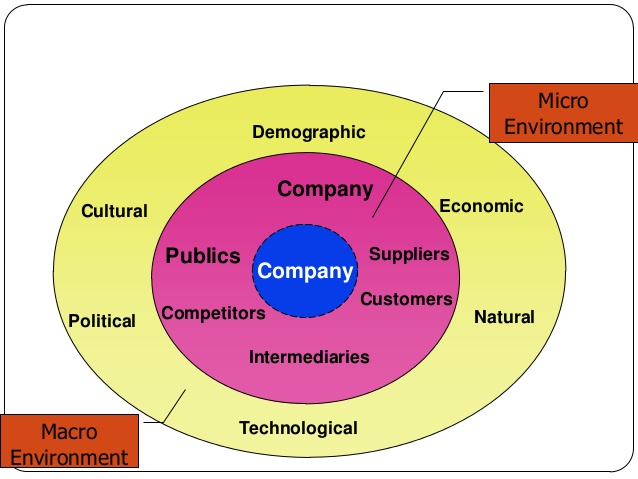 Micro
Environment
Demographic
Company
Cultural
Economic
Publics
Suppliers
Company
Customers
Competitors
Political
Natural
Intermediaries
Technological
Macro
Environment